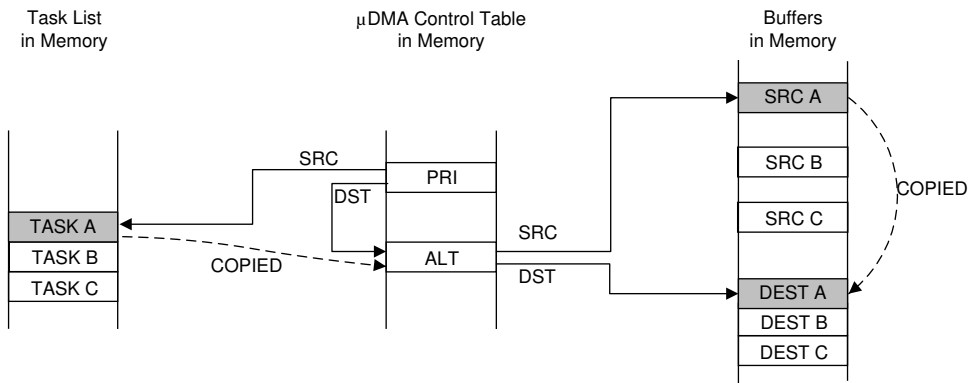 Task List
in Memory
µDMA Control Table
in Memory
Buffers
in Memory
SRC A
SRC
PRI
SRC B
COPIED
DST
TASK A
SRC C
SRC
TASK B
COPIED
ALT
DST
TASK C
DEST A
DEST B
DEST C